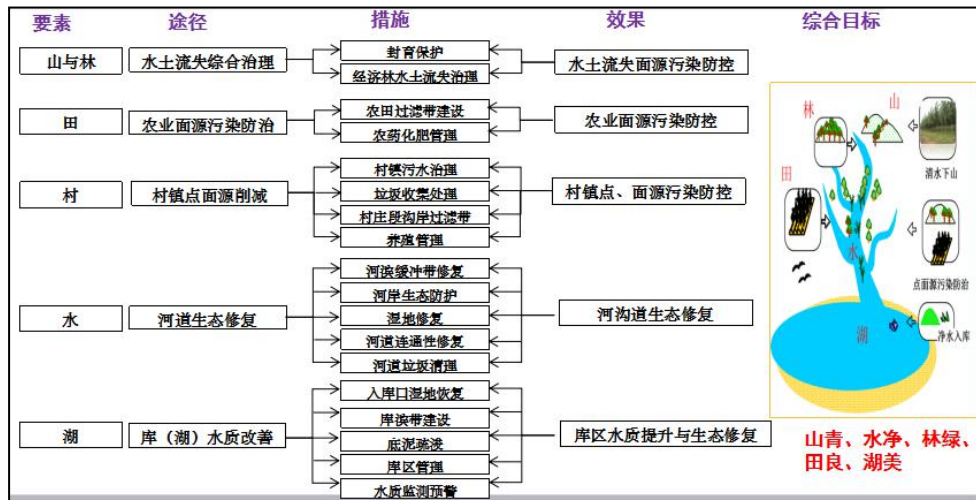 要素 途径 措施 效果 综合目标
山与林 水土流失综合治理 封育保护 水土流失面源污染防控
经济林水土流失治理
田 农业面源污染防治 农田过滤带建设 农业面源污染防控
农药化肥管理
村 村镇点面源削减 村镇污水治理 村镇点、面源污染防控
垃圾收集处理
村庄段沟岸过滤带
养殖管理
水 河道生态修复 河滨缓冲带修复 河沟道生态修复
河岸生态防护
湿地修复
河道连通性修复
河道垃圾清理
湖 库（湖）水质改善 入库口湿地恢复 库区水质提升与生态修复
库滨带建设
底泥疏浚
库区管理
水质监测预警
林 山
清水下山
田
水
点面源污染防治
湖
净水入库
山青、水净、林绿、
田良、湖美